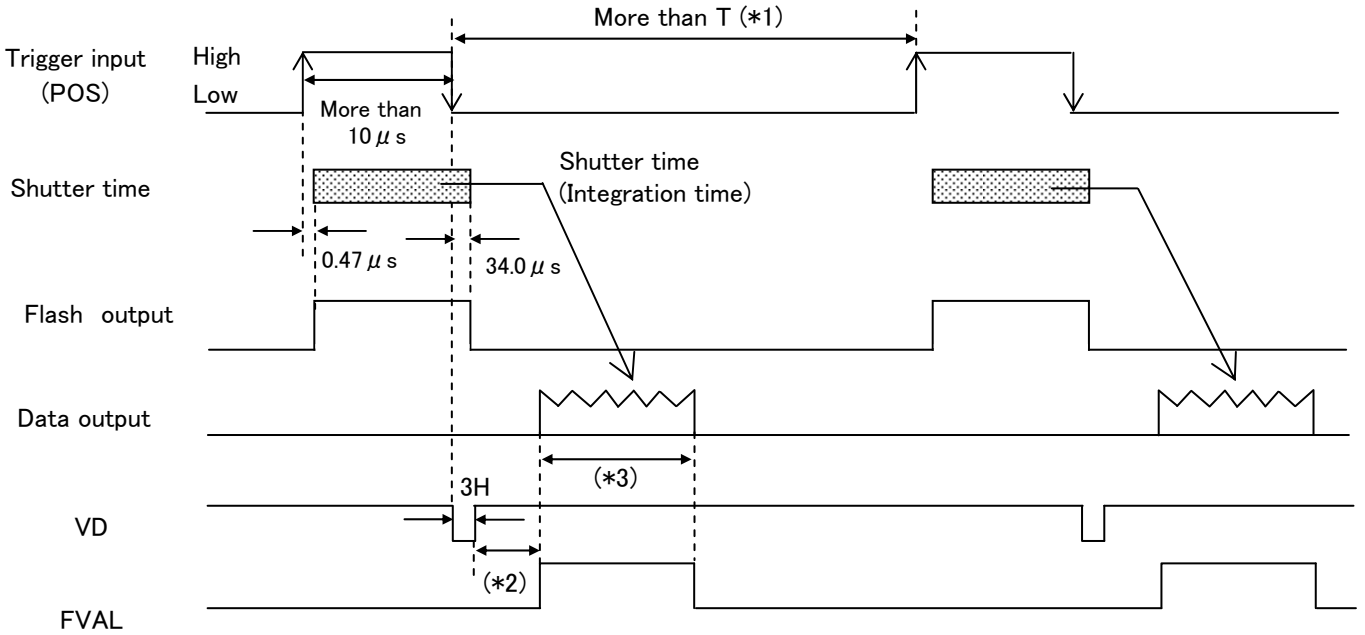 More than T (*1)
Trigger input
(POS)
High
Low
More than
10 μ s
Shutter time
Shutter time
(Integration time)
0.47 μ s
34.0 μ s
Flash output
Data output
(*3)
3H
VD
(*2)
FVAL